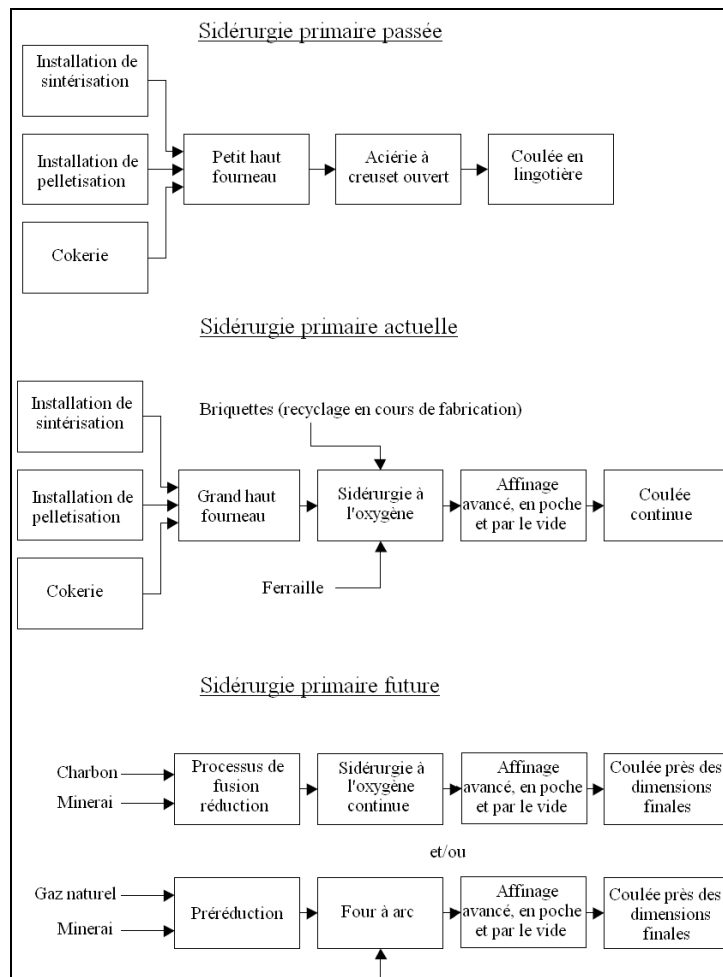 Sidérurgie primaire passée
Installation de
sintérisation
Installation de
pelletisation
Cokerie
Petit haut
fourneau
Aciérie à
creuset ouvert
Coulée en
lingotière
Sidérurgie primaire actuelle
Briquettes (recyclage en cours de fabrication)
Installation de
sintérisation
Installation de
pelletisation
Cokerie
Grand haut
fourneau
Sidérurgie à
l'oxygène
Affinage
avancé, en poche
et par le vide
Coulée
continue
Ferraille
Sidérurgie primaire future
Charbon
Minerai
Processus de
fusion
réduction
Sidérurgie à
l'oxygène
continue
Affinage
avancé, en poche
et par le vide
Coulée près des
dimensions
finales
et/ou
Gaz naturel
Minerai
Préréduction
Four à arc
Affinage
avancé, en poche
et par le vide
Coulée près des
dimensions
finales